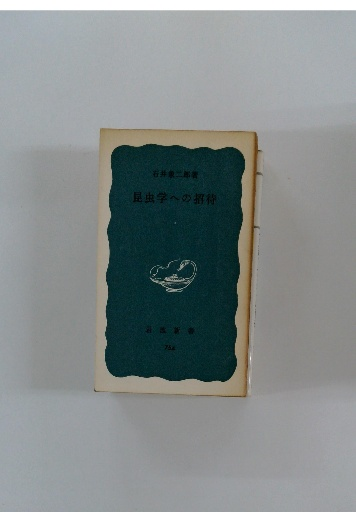 石井象二郎著
昆虫学への招待
岩波新書